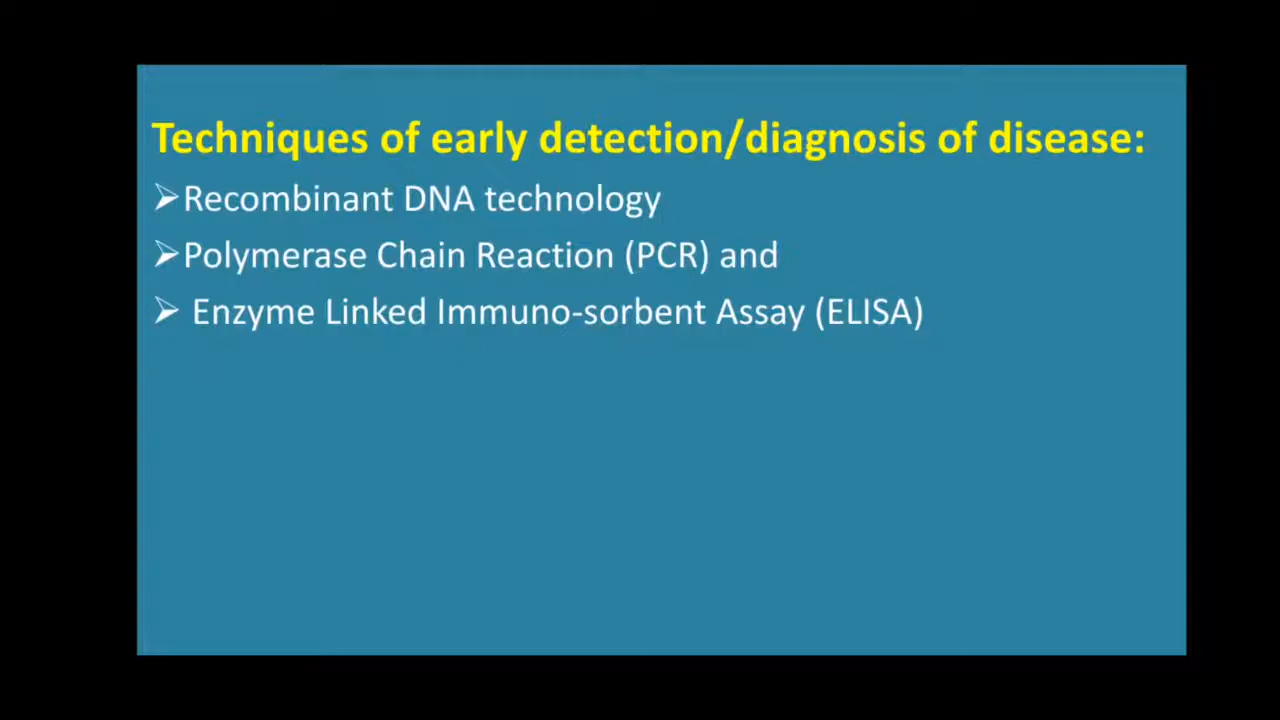 Techniques of early detection/diagnosis of disease:
➢Recombinant DNA technology
➢Polymerase Chain Reaction (PCR) and
➢ Enzyme Linked Immuno-sorbent Assay (ELISA)